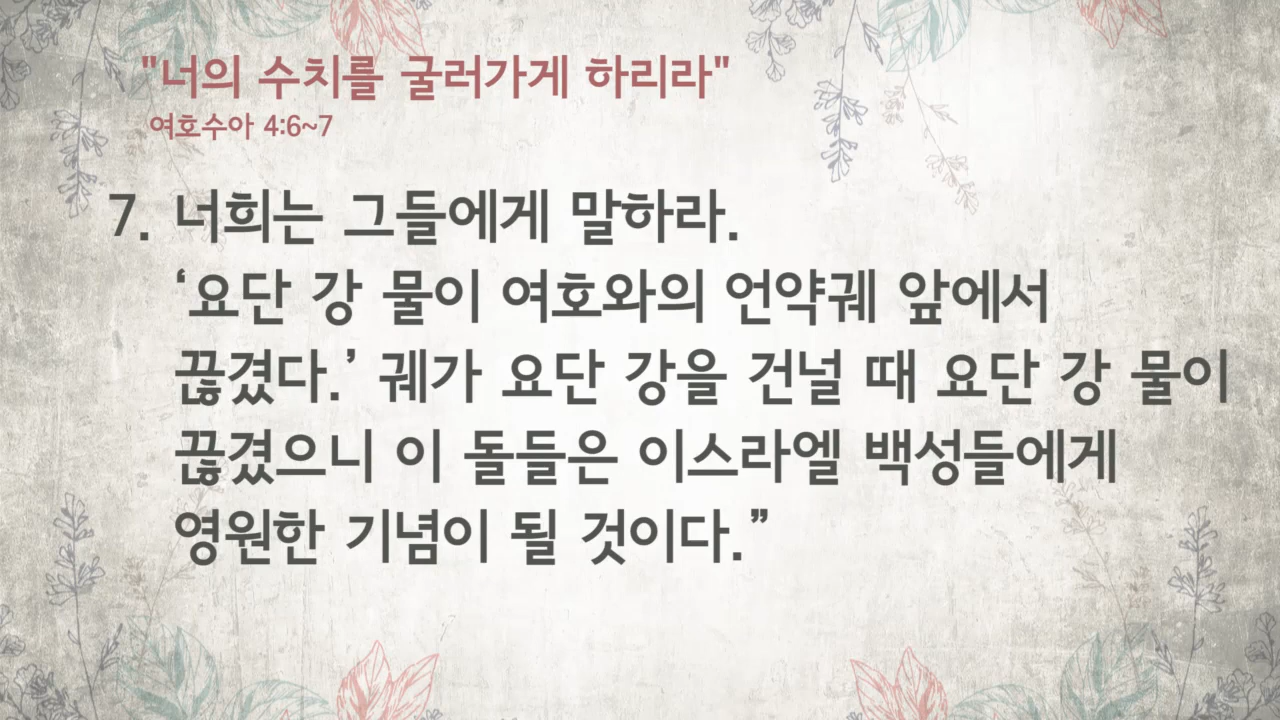 "너의 수치를 굴러가게 하리라"
여호수아 4:6~7
7. 너희는 그들에게 말하라.
‘요단 강 물이 여호와의 언약궤 앞에서
끊겼다.’ 궤가 요단 강을 건널 때 요단 강 물이
끊겼으니 이 돌들은 이스라엘 백성들에게
영원한 기념이 될 것이다.”